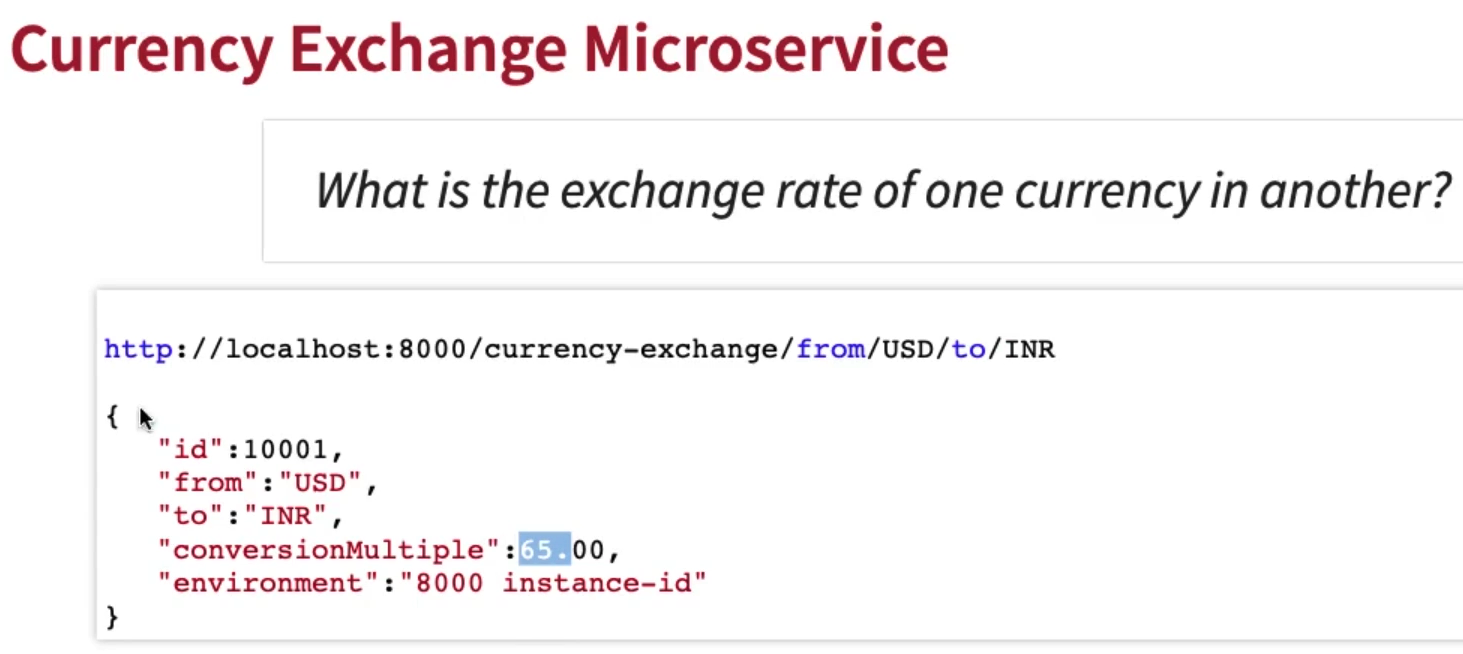 Currency Exchange Microservice
What is the exchange rate of one currency in another?
http://localhost:8000/currency-exchange/from/USD/to/INR
{
"id":10001,
"from":"USD",
"to":"INR",
"conversionMultiple":65.00,
"environment":"8000 instance-id"
}